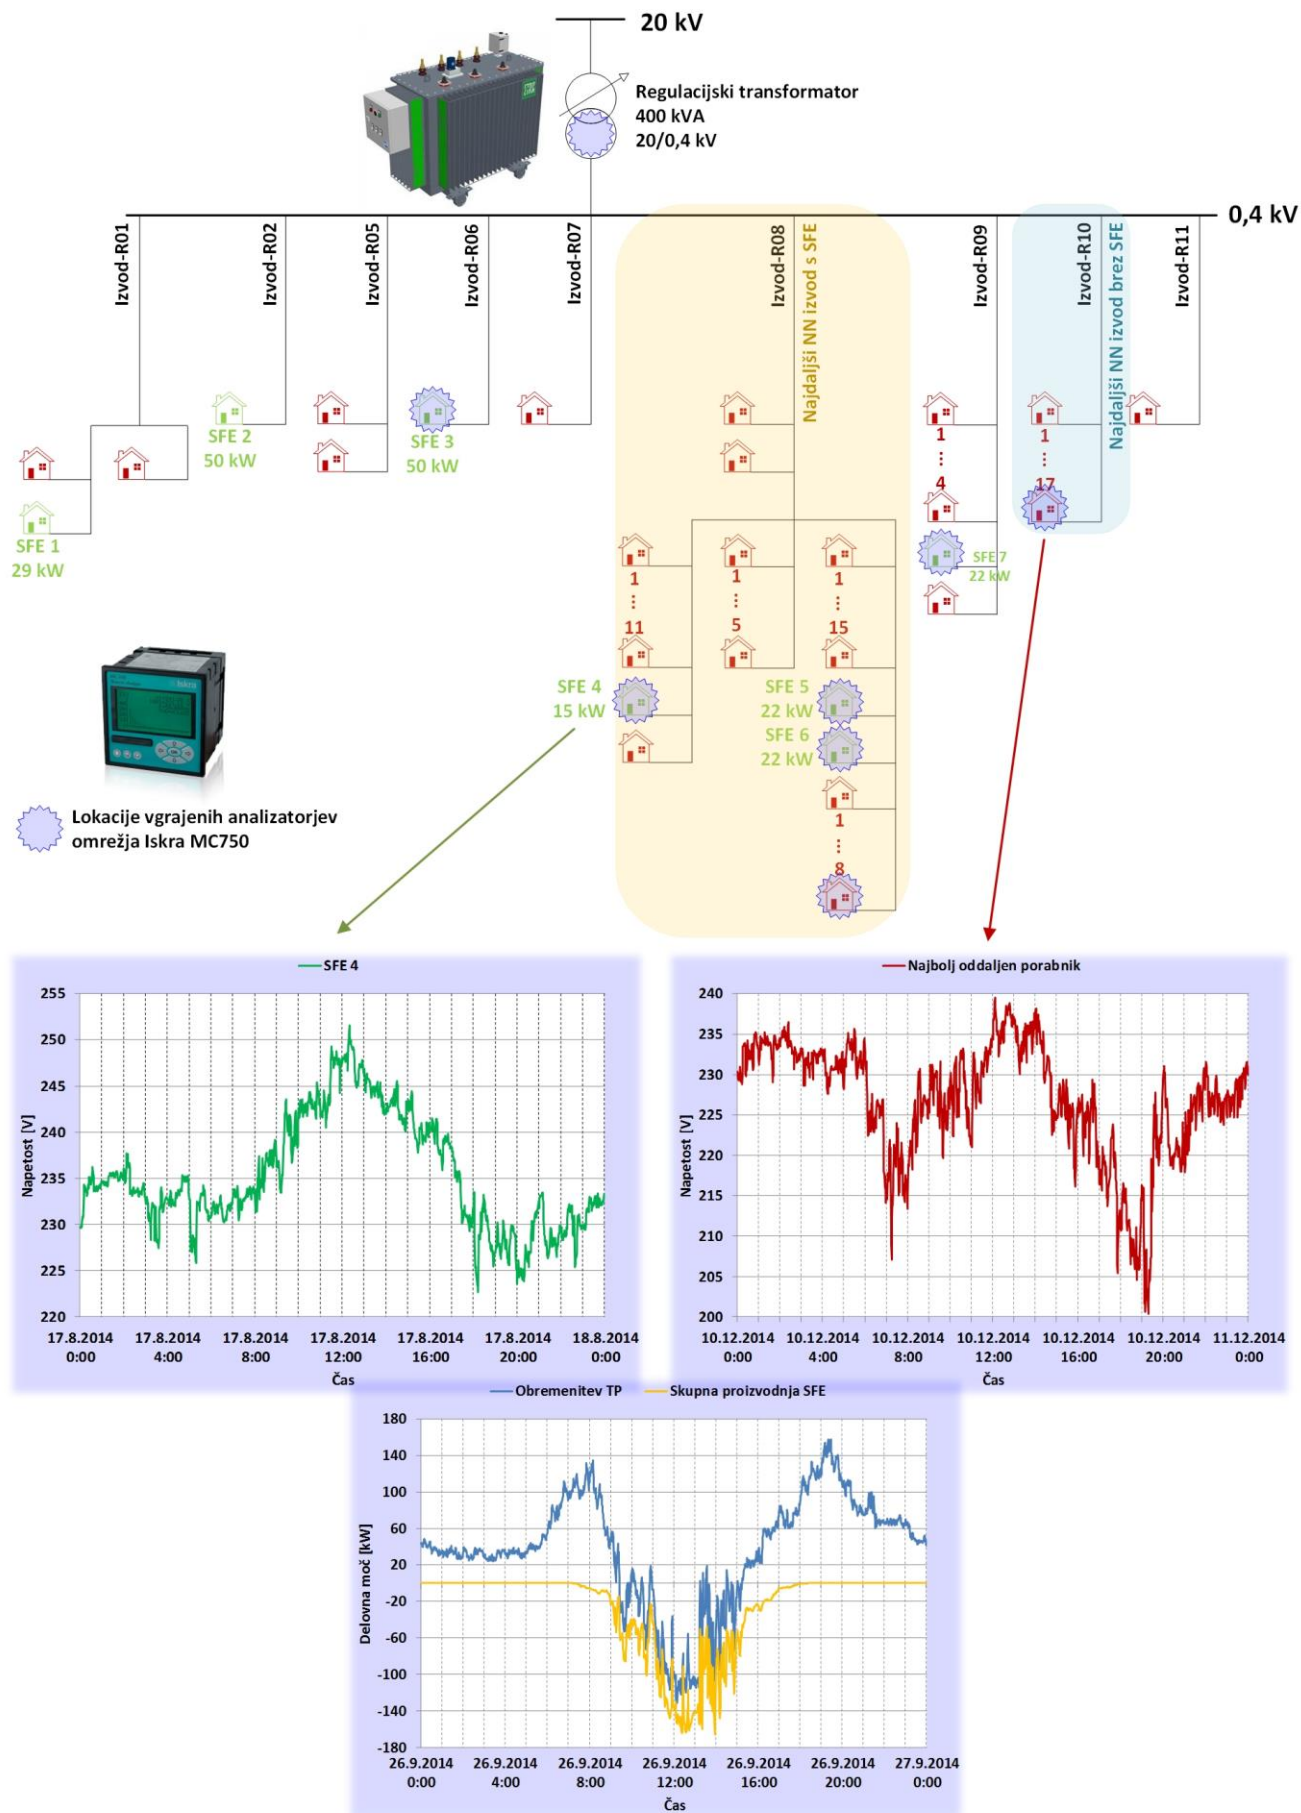 20 kV
Regulacijski transformator
400 kVA
20/0,4 kV
0,4 kV
Izvod-R01
Izvod-R02
Izvod-R05
Izvod-R06
Izvod-R07
Izvod-R08
Najdaljši NN izvod s SFE
Izvod-R09
Izvod-R10
Najdaljši NN izvod brez SFE
Izvod-R11
SFE 2
50 kW
SFE 3
50 kW
1
...
4
1
...
17
SFE 1
29 kW
SFE 7
22 kW
1
...
11
1
...
5
1
...
15
SFE 4
15 kW
SFE 5
22 kW
SFE 6
22 kW
1
...
8
Iskra
Lokacije vgrajenih analizatorjev
omrežja Iskra MC750
SFE 4
Napetost [V]
255
250
245
240
235
230
225
220
17.8.2014 17.8.2014 17.8.2014 17.8.2014 17.8.2014 17.8.2014 18.8.2014
0:00 4:00 8:00 12:00 16:00 20:00 0:00
Čas
Najbolj oddaljen porabnik
Napetost [V]
240
235
230
225
220
215
210
205
200
10.12.2014 10.12.2014 10.12.2014 10.12.2014 10.12.2014 10.12.2014 11.12.2014
0:00 4:00 8:00 12:00 16:00 20:00 0:00
Čas
Obremenitev TP Skupna proizvodnja SFE
Delovna moč [kW]
180
140
100
60
20
-20
-60
-100
-140
-180
26.9.2014 26.9.2014 26.9.2014 26.9.2014 26.9.2014 26.9.2014 27.9.2014
0:00 4:00 8:00 12:00 16:00 20:00 0:00
Čas